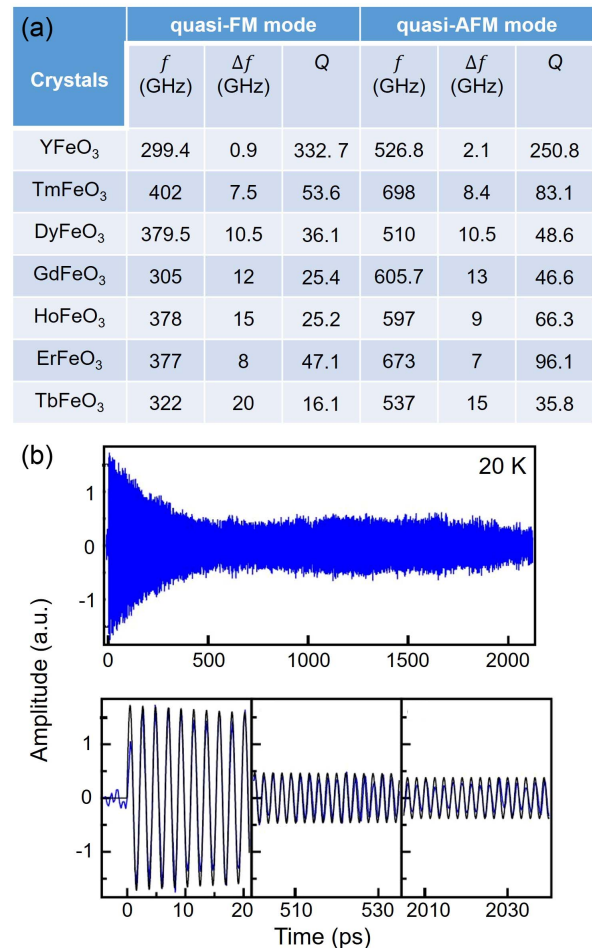 (a)
quasi-FM mode quasi-AFM mode
Crystals f (GHz) Δf (GHz) Q f (GHz) Δf (GHz) Q
YFeO₃ 299.4 0.9 332. 7 526.8 2.1 250.8
TmFeO₃ 402 7.5 53.6 698 8.4 83.1
DyFeO₃ 379.5 10.5 36.1 510 10.5 48.6
GdFeO₃ 305 12 25.4 605.7 13 46.6
HoFeO₃ 378 15 25.2 597 9 66.3
ErFeO₃ 377 8 47.1 673 7 96.1
TbFeO₃ 322 20 16.1 537 15 35.8
(b)
20 K
1
0
-1
0 500 1000 1500 2000
Amplitude (a.u.)
1
0
-1
0 10 20 510 530 2010 2030
Time (ps)